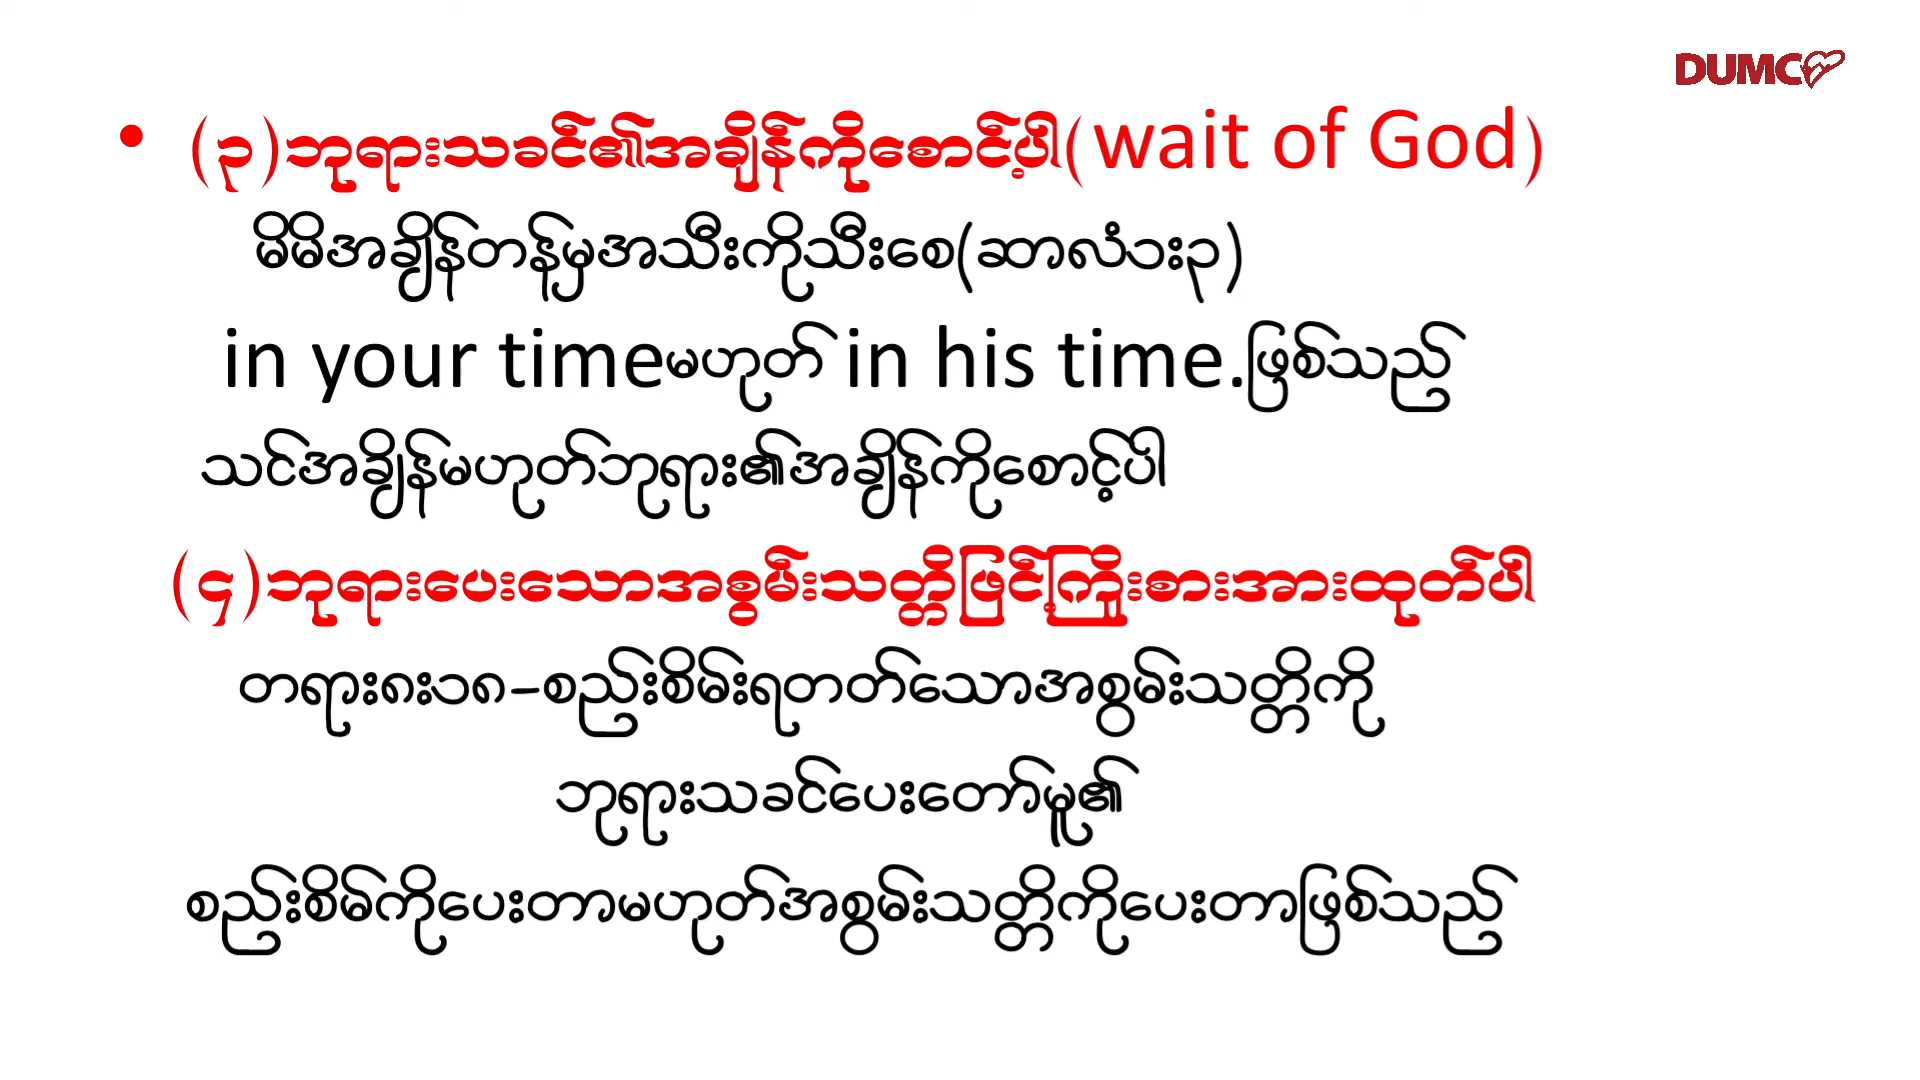 DUMC
• (၃)ဘုရားသခင်၏အချိန်ကိုစောင့်ပါ(wait of God)
မိမိအချိန်တန်မှအသီးကိုသီးစေ(ဆာလံ၁း၃)
in your timeမဟုတ် in his time.ဖြစ်သည်
သင်အချိန်မဟုတ်ဘုရား၏အချိန်ကိုစောင့်ပါ
(၄)ဘုရားပေးသောအစွမ်းသတ္တိဖြင့်ကြိုးစားအားထုတ်ပါ
တရား၈း၁၈-စည်းစိမ်းရတတ်သောအစွမ်းသတ္တိကို
ဘုရားသခင်ပေးတော်မူ၏
စည်းစိမ်ကိုပေးတာမဟုတ်အစွမ်းသတ္တိကိုပေးတာဖြစ်သည်